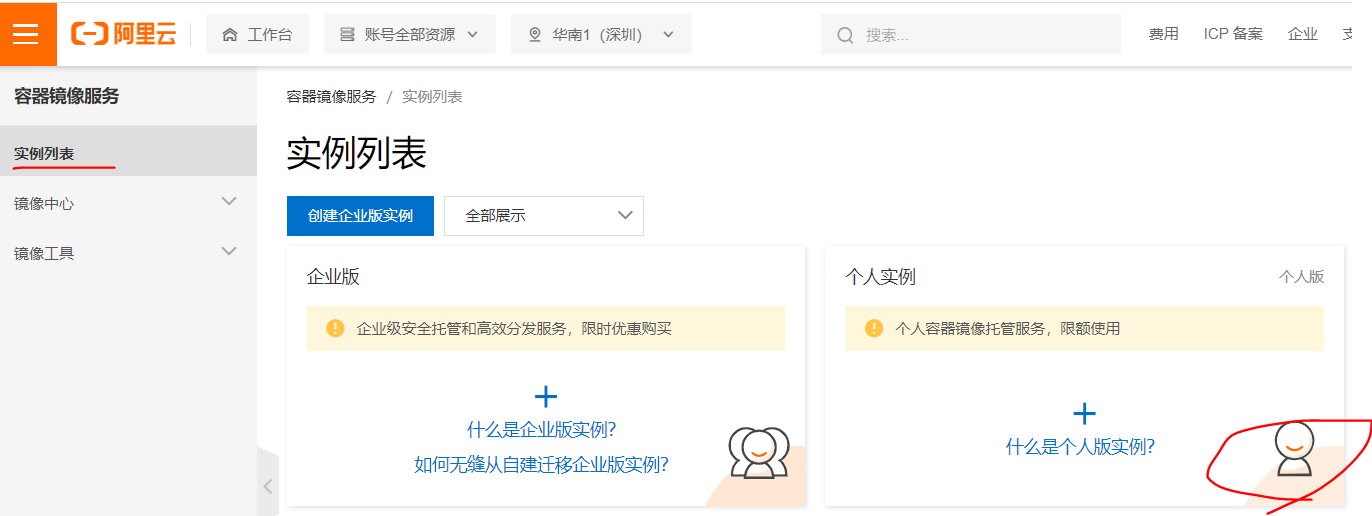 阿里云
工作台
账号全部资源
华南1（深圳）
搜索...
费用
ICP 备案
企业
容器镜像服务
实例列表
镜像中心
镜像工具
容器镜像服务 / 实例列表
实例列表
创建企业版实例
全部展示
企业版
企业级安全托管和高效分发服务，限时优惠购买
什么是企业版实例？
如何无缝从自建迁移企业版实例？
个人实例
个人版
个人容器镜像托管服务，限额使用
什么是个人版实例？